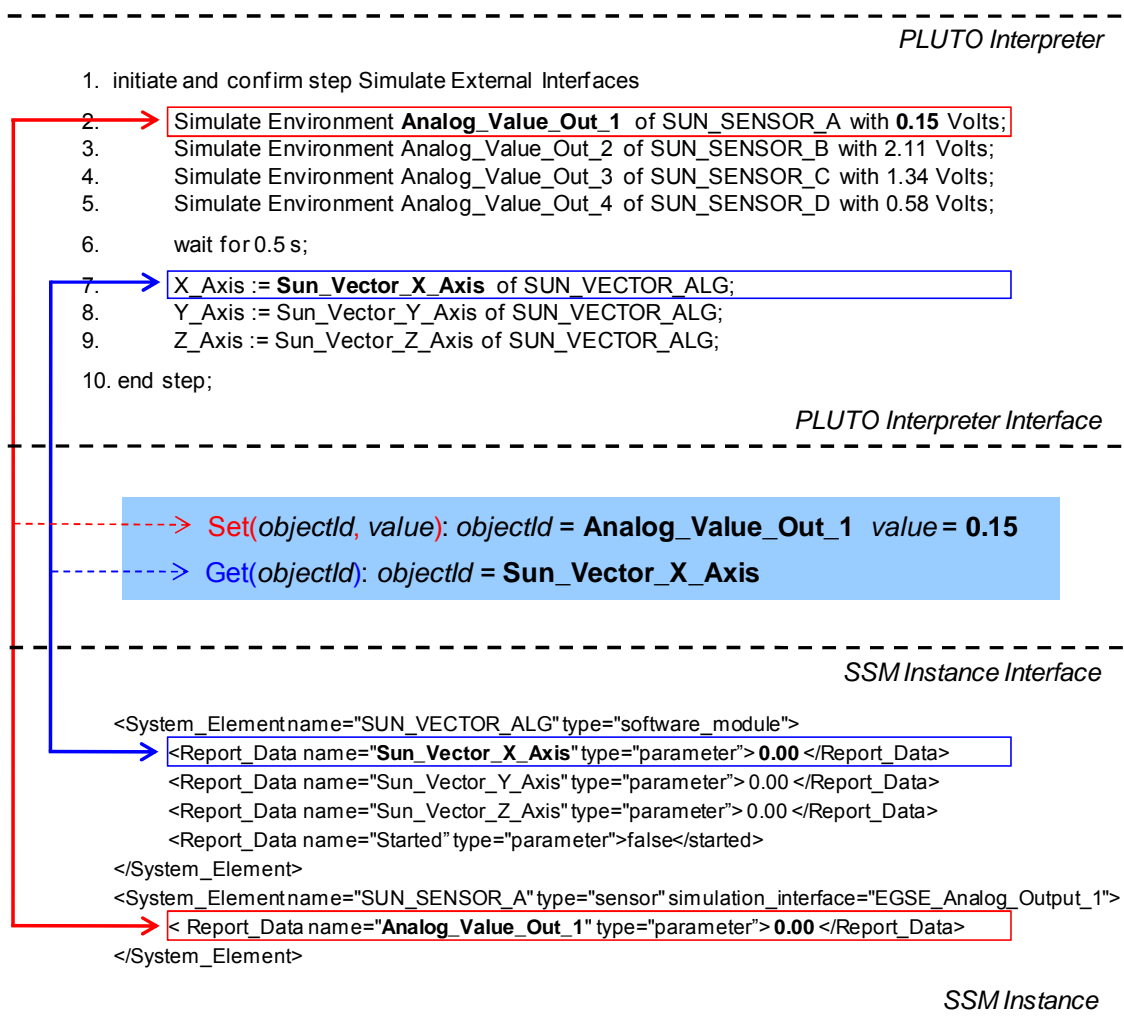 PLUTO Interpreter
1. initiate and confirm step Simulate External Interfaces
2. Simulate Environment Analog_Value_Out_1 of SUN_SENSOR_A with 0.15 Volts;
3. Simulate Environment Analog_Value_Out_2 of SUN_SENSOR_B with 2.11 Volts;
4. Simulate Environment Analog_Value_Out_3 of SUN_SENSOR_C with 1.34 Volts;
5. Simulate Environment Analog_Value_Out_4 of SUN_SENSOR_D with 0.58 Volts;
6. wait for 0.5 s;
7. X_Axis := Sun_Vector_X_Axis of SUN_VECTOR_ALG;
8. Y_Axis := Sun_Vector_Y_Axis of SUN_VECTOR_ALG;
9. Z_Axis := Sun_Vector_Z_Axis of SUN_VECTOR_ALG;
10. end step;
PLUTO Interpreter Interface
Set(objectId, value): objectId = Analog_Value_Out_1 value = 0.15
Get(objectId): objectId = Sun_Vector_X_Axis
SSM Instance Interface
<System_Element name="SUN_VECTOR_ALG" type="software_module">
<Report_Data name="Sun_Vector_X_Axis" type="parameter”> 0.00 </Report_Data>
<Report_Data name="Sun_Vector_Y_Axis" type="parameter”> 0.00 </Report_Data>
<Report_Data name="Sun_Vector_Z_Axis" type="parameter”> 0.00 </Report_Data>
<Report_Data name="Started” type="parameter">false</started>
</System_Element>
<System_Element name="SUN_SENSOR_A" type="sensor" simulation_interface="EGSE_Analog_Output_1">
< Report_Data name="Analog_Value_Out_1" type="parameter”> 0.00 </Report_Data>
</System_Element>
SSM Instance